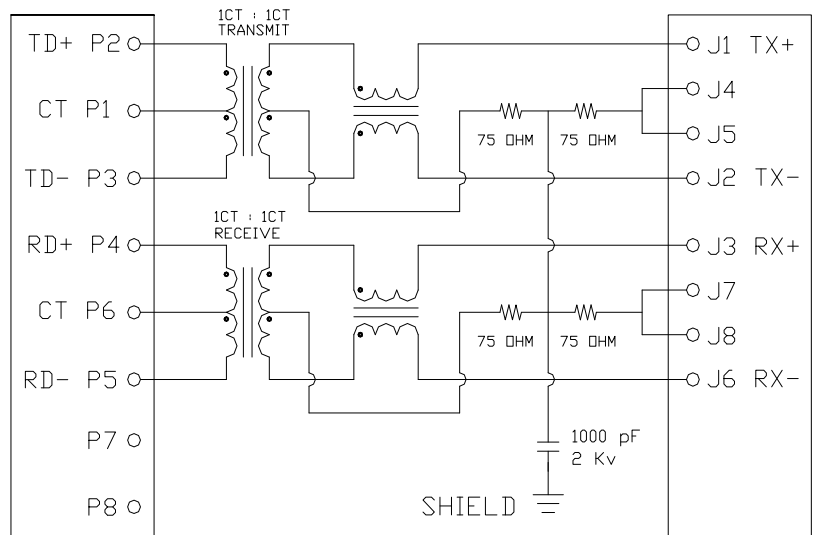 1CT : 1CT
TRANSMIT
TD+ P2
J1 TX+
J4
CT P1
75 OHM 75 OHM
J5
TD- P3
J2 TX-
1CT : 1CT
RECEIVE
RD+ P4
J3 RX+
J7
CT P6
75 OHM 75 OHM
J8
RD- P5
J6 RX-
P7
1000 pF
2 Kv
P8
SHIELD